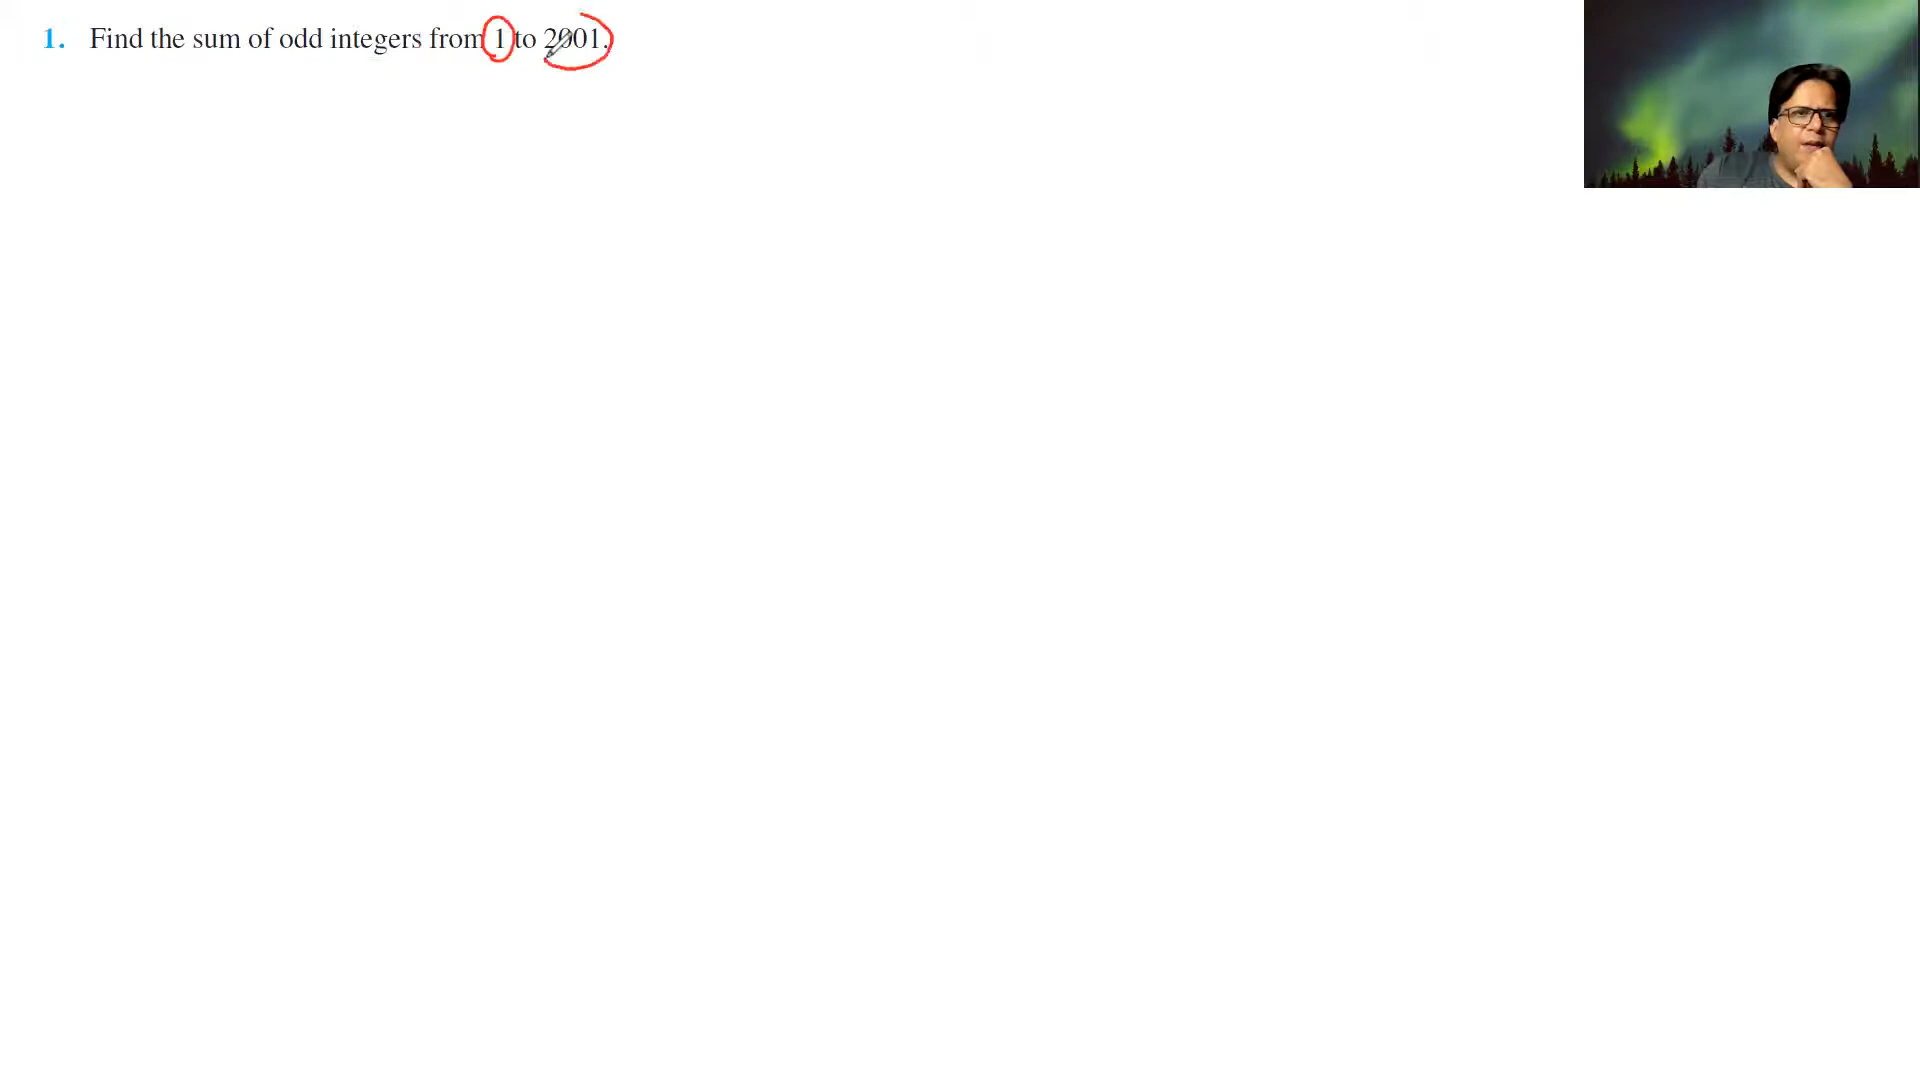 1. Find the sum of odd integers from 1 to 2001.